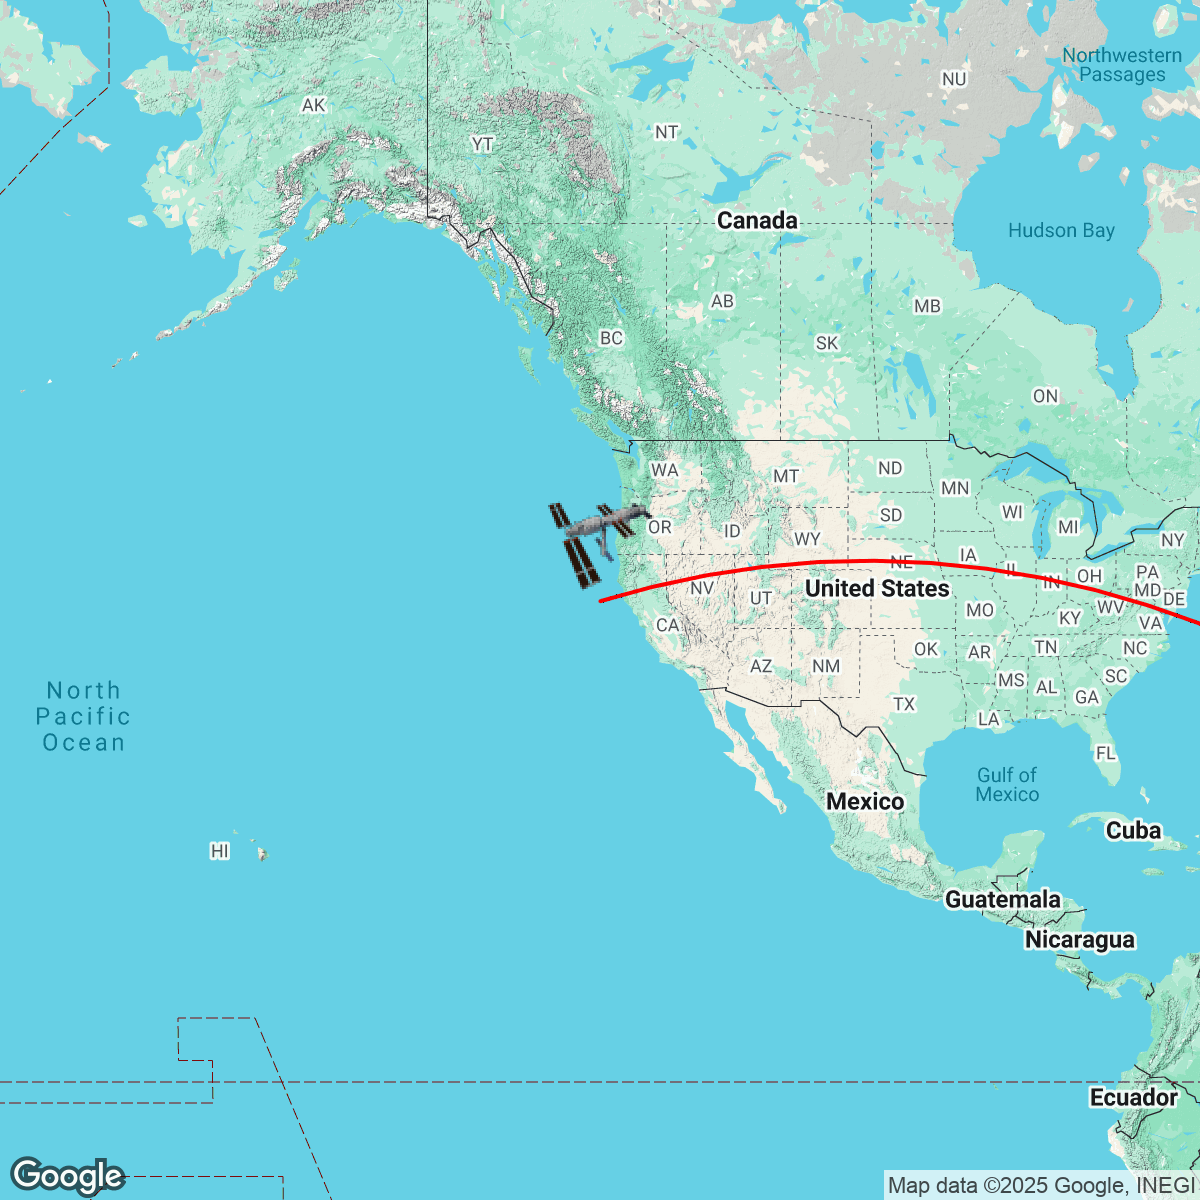 Northwestern
Passages
NU
AK
NT
YT
Canada
Hudson Bay
AB
MB
BC
SK
ON
WA
ND
MT
MN
WI
SD
MI
OR
ID
WY
NY
IA
NE
IL
IN
OH
PA
United States
NV
UT
MD
DE
MO
WV
KY
VA
CA
OK
AR
TN
NC
AZ
NM
MS
AL
SC
GA
North
Pacific
Ocean
TX
LA
FL
Gulf of
Mexico
Mexico
Cuba
HI
Guatemala
Nicaragua
Ecuador
Google
Map data ©2025 Google, INEGI